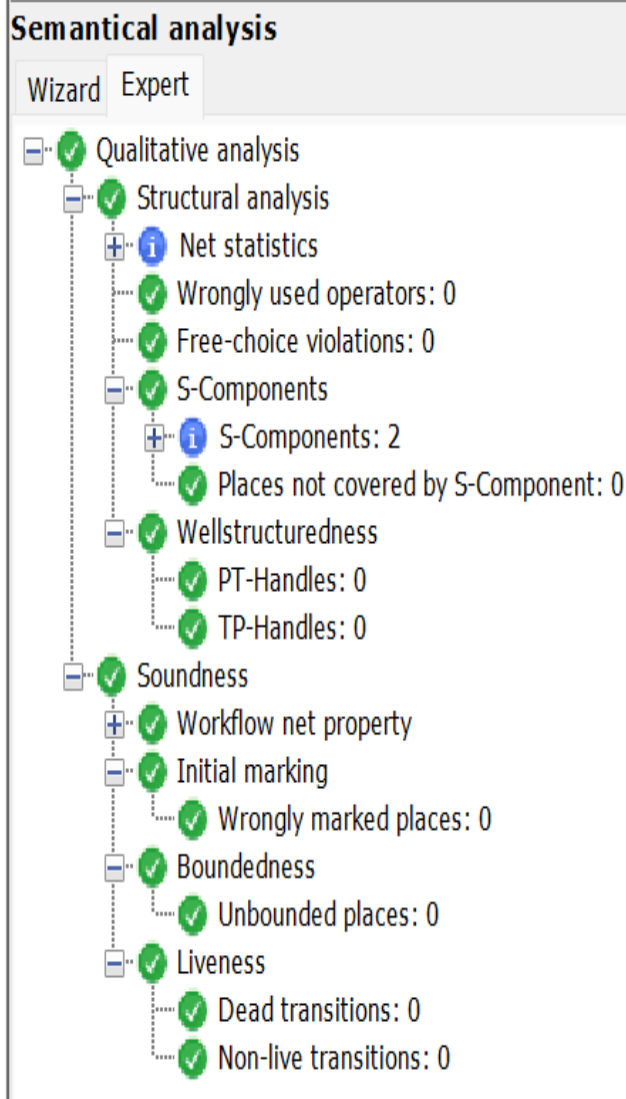 Semantical analysis
Wizard Expert
Qualitative analysis
Structural analysis
Net statistics
Wrongly used operators: 0
Free-choice violations: 0
S-Components
S-Components: 2
Places not covered by S-Component: 0
Wellstructuredness
PT-Handles: 0
TP-Handles: 0
Soundness
Workflow net property
Initial marking
Wrongly marked places: 0
Boundedness
Unbounded places: 0
Liveness
Dead transitions: 0
Non-live transitions: 0